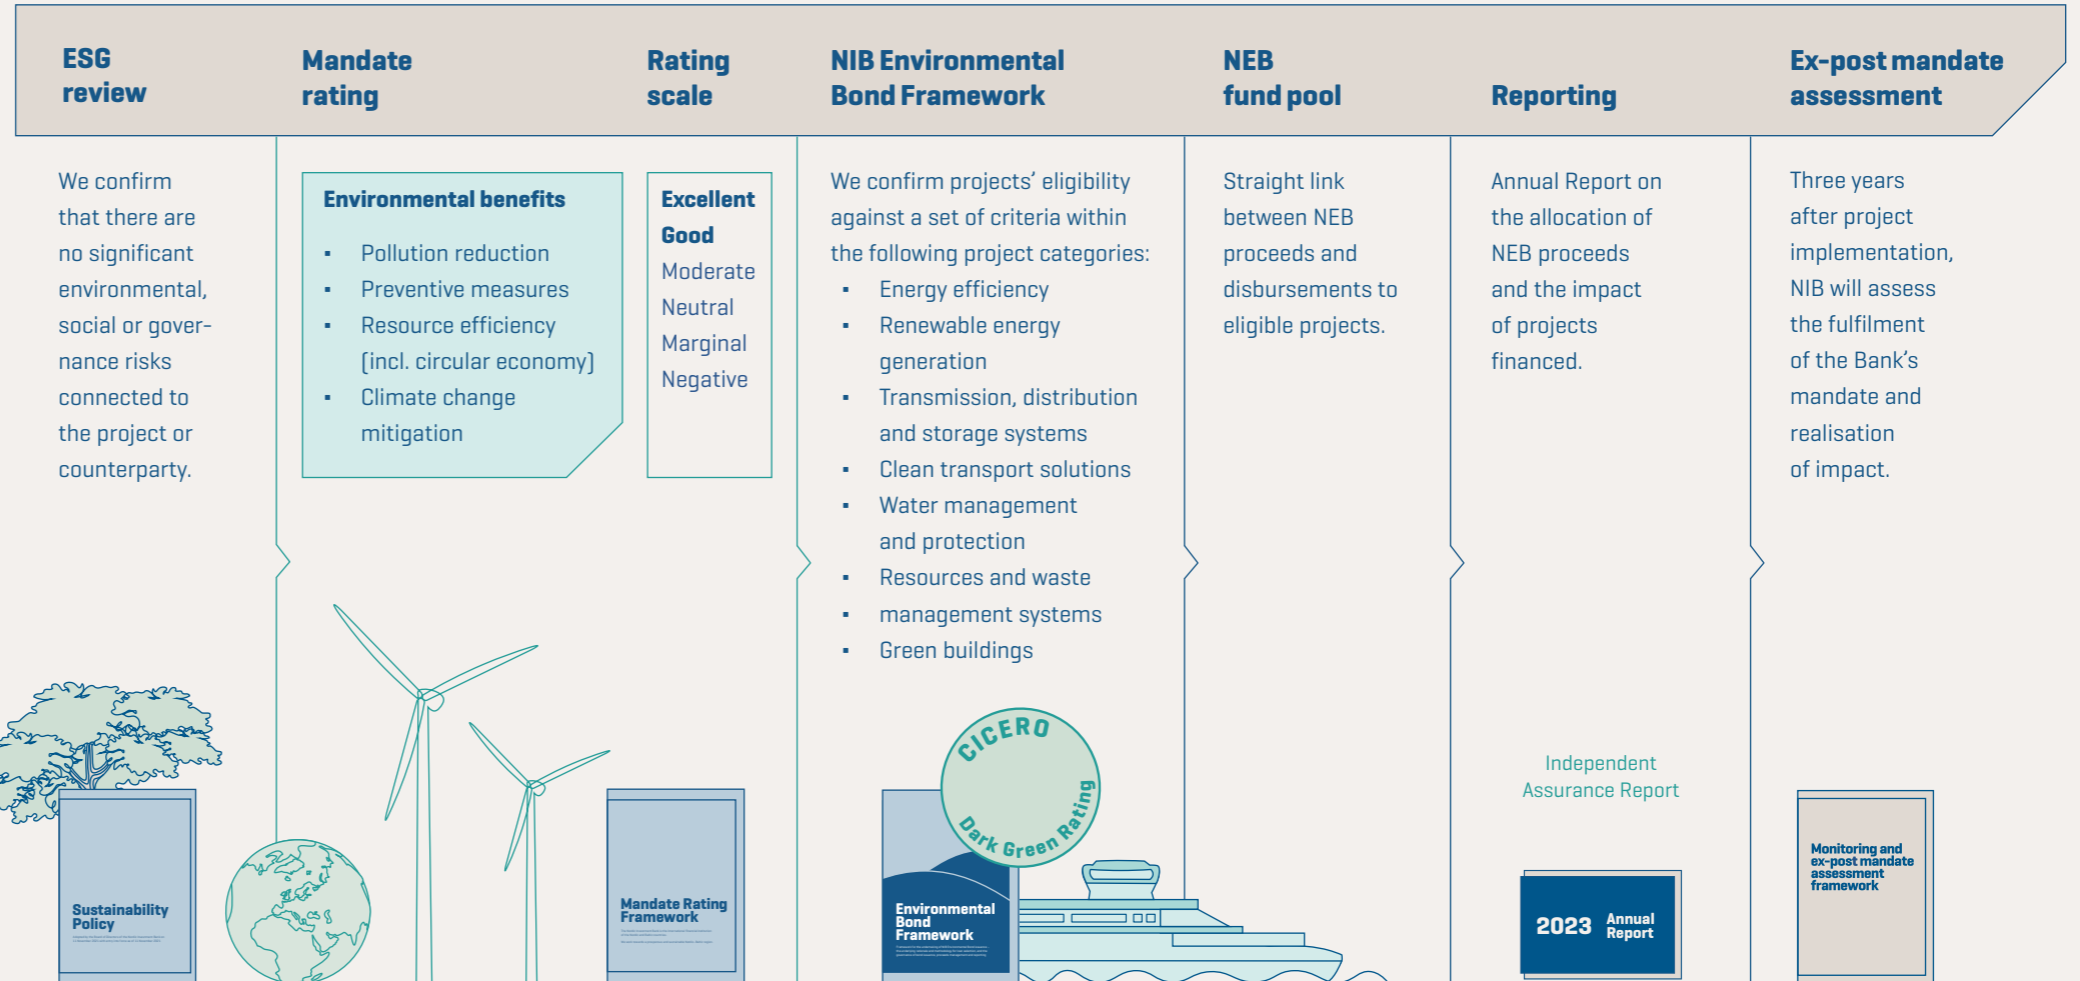 ESG
review
Mandate
rating
Rating
scale
NIB Environmental
Bond Framework
NEB
fund pool
Reporting
Ex-post mandate
assessment
We confirm
that there are
no significant
environmental,
social or gover-
nance risks
connected to
the project or
counterparty.
Environmental benefits
▪ Pollution reduction
▪ Preventive measures
▪ Resource efficiency
(incl. circular economy)
▪ Climate change
mitigation
Excellent
Good
Moderate
Neutral
Marginal
Negative
We confirm projects’ eligibility
against a set of criteria within
the following project categories:
▪ Energy efficiency
▪ Renewable energy
generation
▪ Transmission, distribution
and storage systems
▪ Clean transport solutions
▪ Water management
and protection
▪ Resources and waste
▪ management systems
▪ Green buildings
Straight link
between NEB
proceeds and
disbursements to
eligible projects.
Annual Report on
the allocation of
NEB proceeds
and the impact
of projects
financed.
Three years
after project
implementation,
NIB will assess
the fulfilment
of the Bank’s
mandate and
realisation
of impact.
Sustainability
Policy
Mandate Rating
Framework
CICERO
Dark Green Rating
Environmental
Bond
Framework
Independent
Assurance Report
2023 Annual
Report
Monitoring and
ex-post mandate
assessment
framework